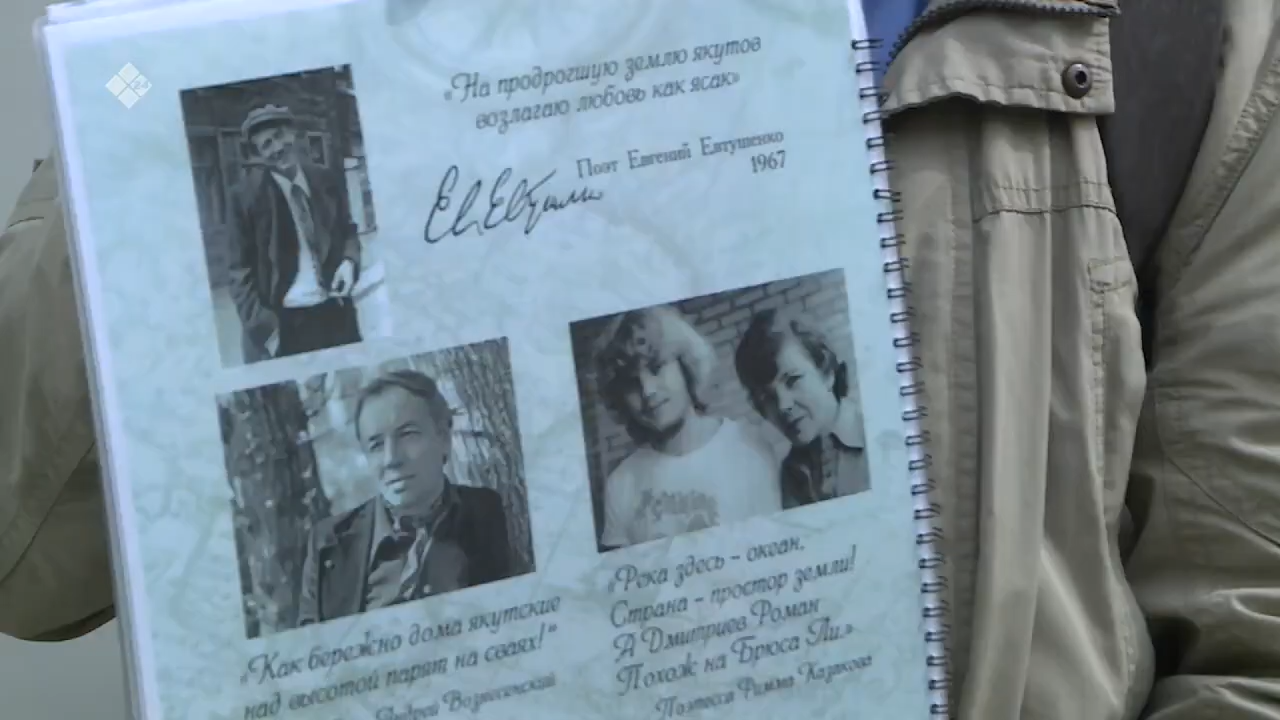 «На продрогшую землю якутов
возлагаю любовь как ясак»
Поэт Евгений Евтушенко
1967
Ев. Евтушенко
«Как бережно дома якутские
над высотой парят на сваях!"
Андрей Вознесенский
«Река здесь – океан,
Страна – простор земли!
А Дмитриев Роман
Похож на Брюса Ли.»
Поэтесса Римма Казакова